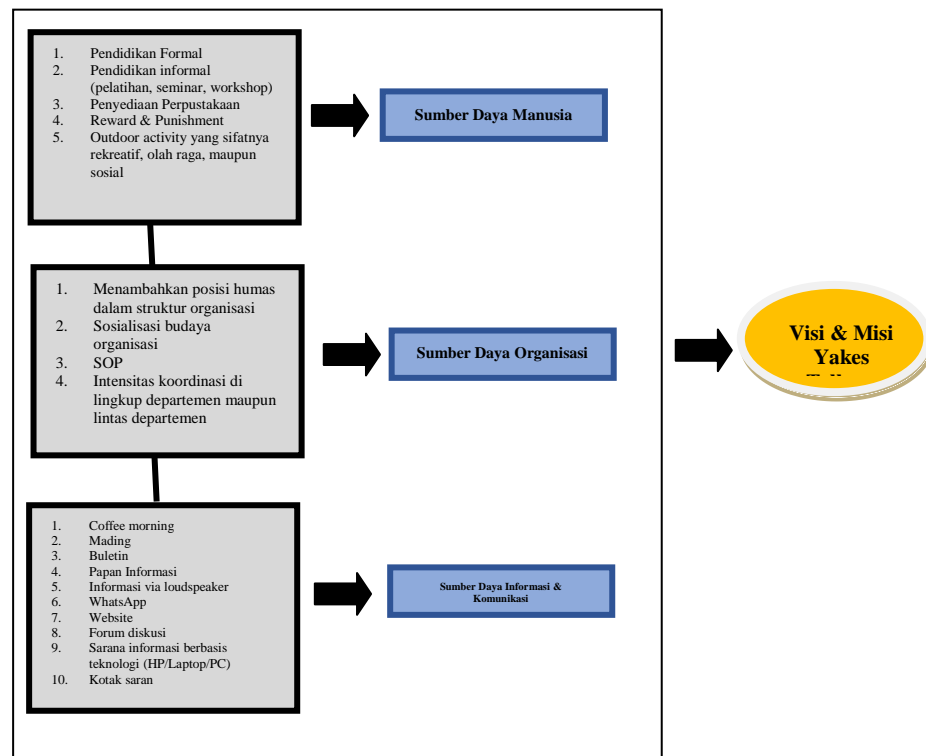 1. Pendidikan Formal
2. Pendidikan informal
(pelatihan, seminar, workshop)
3. Penyediaan Perpustakaan
4. Reward & Punishment
5. Outdoor activity yang sifatnya
rekreatif, olah raga, maupun
sosial
Sumber Daya Manusia
1. Menambahkan posisi humas
dalam struktur organisasi
2. Sosialisasi budaya
organisasi
3. SOP
4. Intensitas koordinasi di
lingkup departemen maupun
lintas departemen
Sumber Daya Organisasi
Visi & Misi
Yakes
1. Coffee morning
2. Mading
3. Buletin
4. Papan Informasi
5. Informasi via loudspeaker
6. WhatsApp
7. Website
8. Forum diskusi
9. Sarana informasi berbasis
teknologi (HP/Laptop/PC)
10. Kotak saran
Sumber Daya Informasi &
Komunikasi